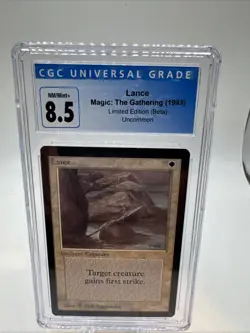 CGC UNIVERSAL GRADE
NM/Mint+
8.5
Lance
Magic: The Gathering (1993)
Limited Edition (Beta)
Uncommon
Lance
Target creature
gains first strike.